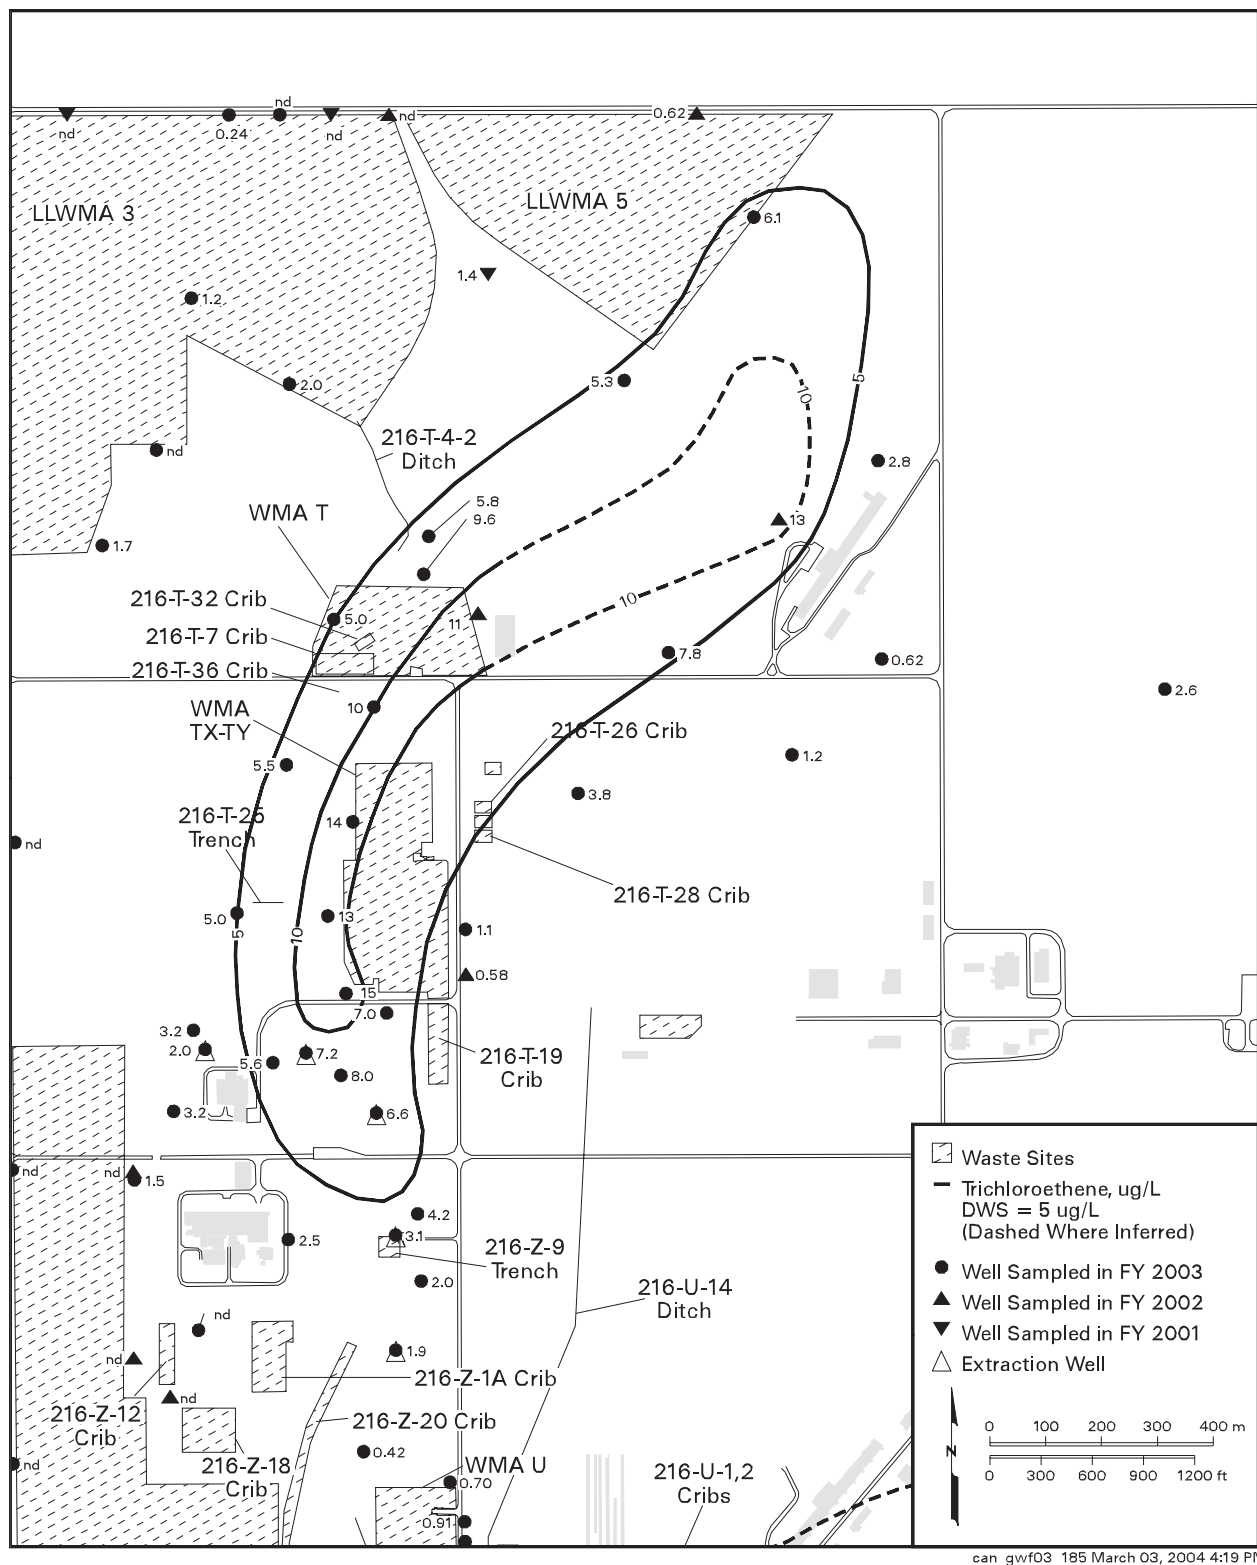 nd
nd
0.24
nd
nd
0.62
LLWMA 3
LLWMA 5
6.1
1.4
1.2
2.0
5.3
5
10
216-T-4-2
Ditch
nd
2.8
5.8
9.6
WMA T
13
1.7
216-T-32 Crib
10
5.0
11
216-T-7 Crib
7.8
0.62
216-T-36 Crib
2.6
WMA
TX-TY
10
216-T-26 Crib
1.2
5.5
3.8
216-T-25
Trench
14
nd
216-T-28 Crib
5.0
13
5
10
1.1
0.58
15
7.0
3.2
2.0
7.2
5.6
216-T-19
Crib
8.0
3.2
6.6
nd
nd
1.5
4.2
3.1
2.5
216-Z-9
Trench
2.0
216-U-14
Ditch
nd
nd
1.9
216-Z-1A Crib
nd
216-Z-12
Crib
216-Z-20 Crib
0.42
nd
216-Z-18
Crib
WMA U
0.70
216-U-1,2
Cribs
0.91
Waste Sites
Trichloroethene, ug/L
DWS = 5 ug/L
(Dashed Where Inferred)
Well Sampled in FY 2003
Well Sampled in FY 2002
Well Sampled in FY 2001
Extraction Well
N
0 100 200 300 400 m
0 300 600 900 1200 ft
can_gwf03_185 March 03, 2004 4:19 P